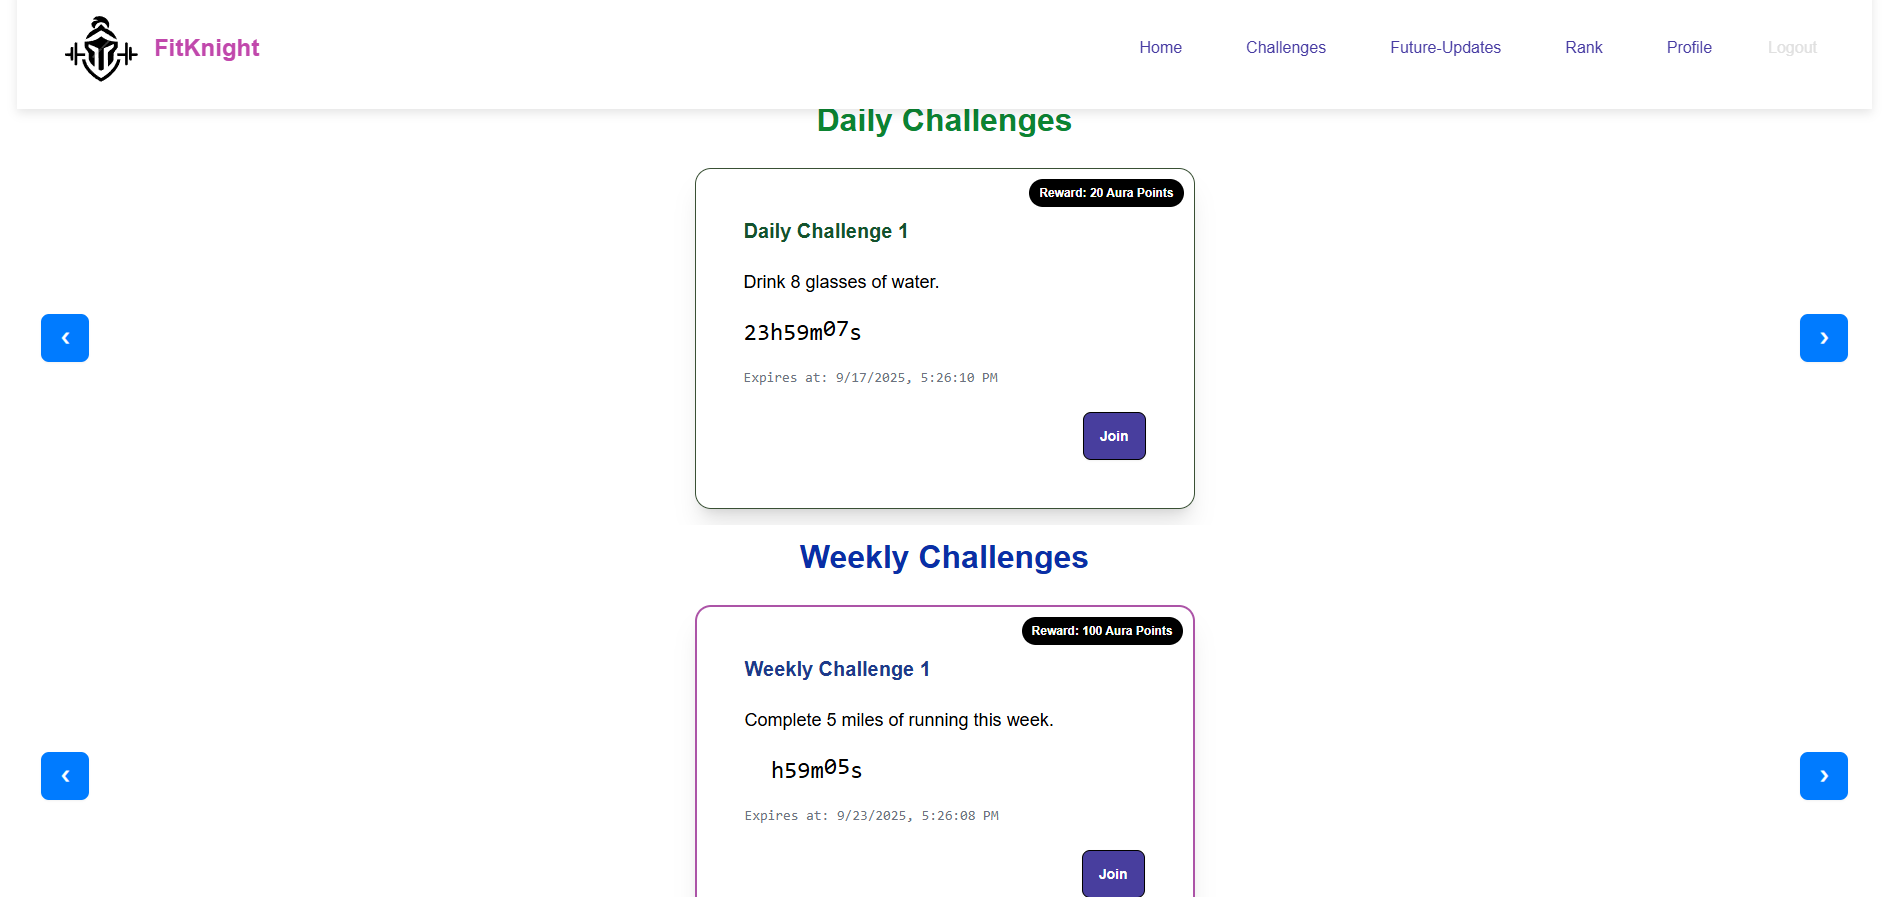 FitKnight
Home Challenges Future-Updates Rank Profile Logout
Daily Challenges
Reward: 20 Aura Points
Daily Challenge 1
Drink 8 glasses of water.
23h59m07s
Expires at: 9/17/2025, 5:26:10 PM
Join
Weekly Challenges
Reward: 100 Aura Points
Weekly Challenge 1
Complete 5 miles of running this week.
h59m05s
Expires at: 9/23/2025, 5:26:08 PM
Join